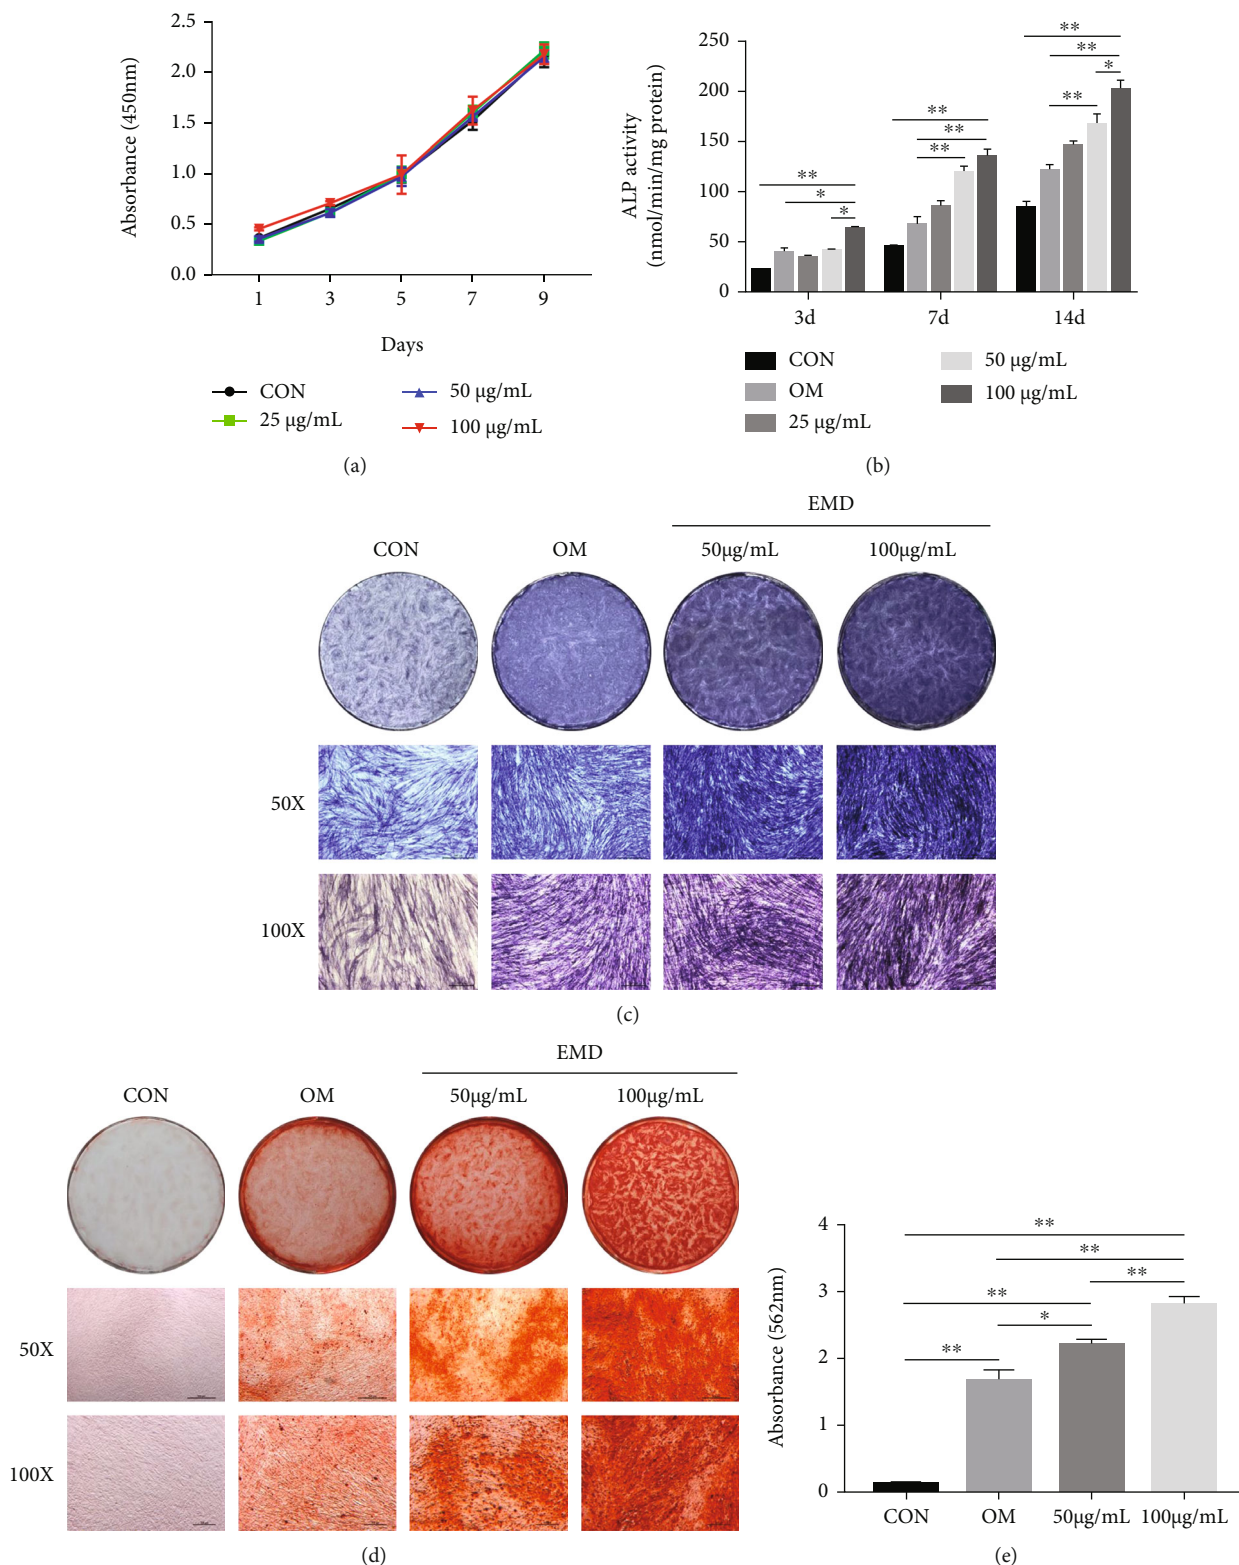 2.5
2.0
1.5
1.0
0.5
0.0
Absorbance (450nm)
1 3 5 7 9
Days
CON
25 μg/mL
50 μg/mL
100 μg/mL
(a)
250
200
150
100
50
0
ALP activity
(nmol/min/mg protein)
** ** * **
** ** **
** * *
3d 7d 14d
CON
OM
25 μg/mL
50 μg/mL
100 μg/mL
(b)
EMD
CON OM 50μg/mL 100μg/mL
50X
100X
(c)
EMD
CON OM 50μg/mL 100μg/mL
50X
100X
(d)
4
3
2
1
0
Absorbance (562nm)
**
**
**
**
*
**
CON OM 50μg/mL 100μg/mL
(e)